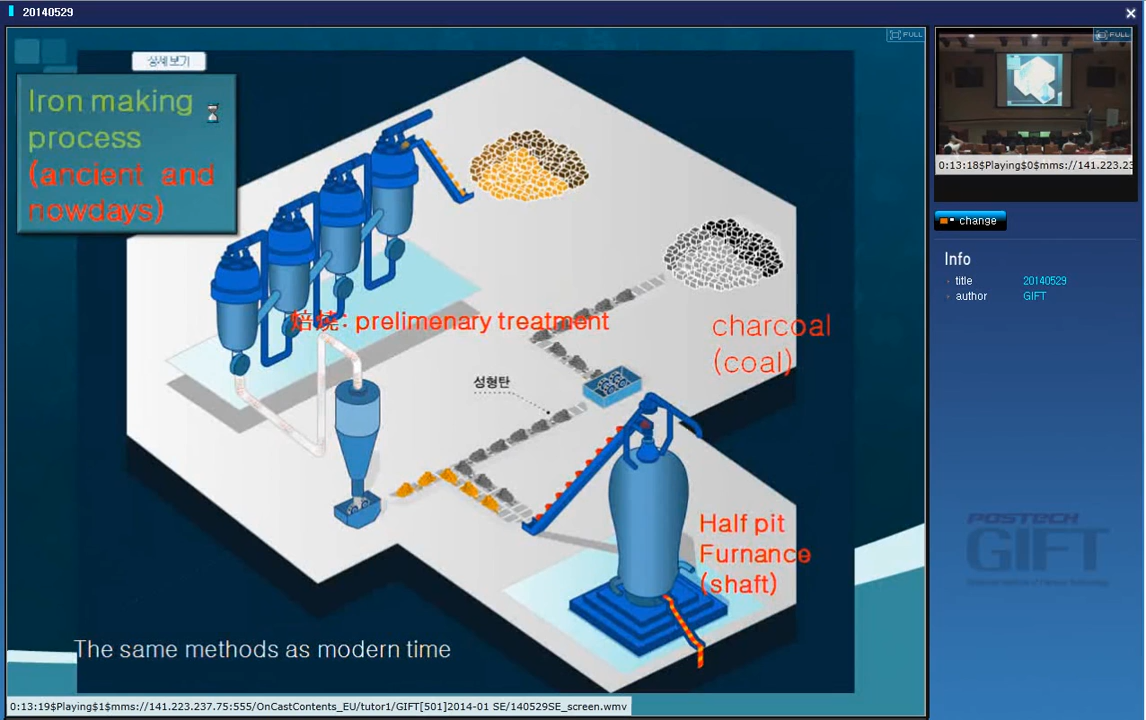 20140529
상세보기
FULL
FULL
Iron making
process
(ancient and
nowdays)
0:13:18$Playing$0$mms://141.223.23
change
Info
title 20140529
author GIFT
焙烧: prelimenary treatment
charcoal
(coal)
성형탄
Half pit
Furnance
(shaft)
POSTECH
GIFT
The same methods as modern time
0:13:19$Playing$1$mms://141.223.237.75:555/OnCastContents_EU/tutor1/GIFT[501]2014-01 SE/140529SE_screen.wmv